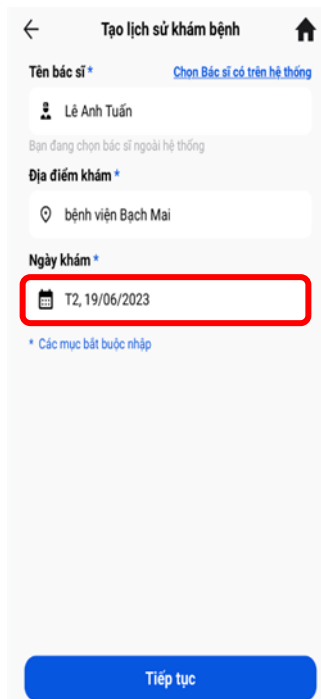 Tạo lịch sử khám bệnh
Tên bác sĩ * Chọn Bác sĩ có trên hệ thống
Lê Anh Tuấn
Bạn đang chọn bác sĩ ngoài hệ thống
Địa điểm khám *
bệnh viện Bạch Mai
Ngày khám *
T2, 19/06/2023
* Các mục bắt buộc nhập
Tiếp tục